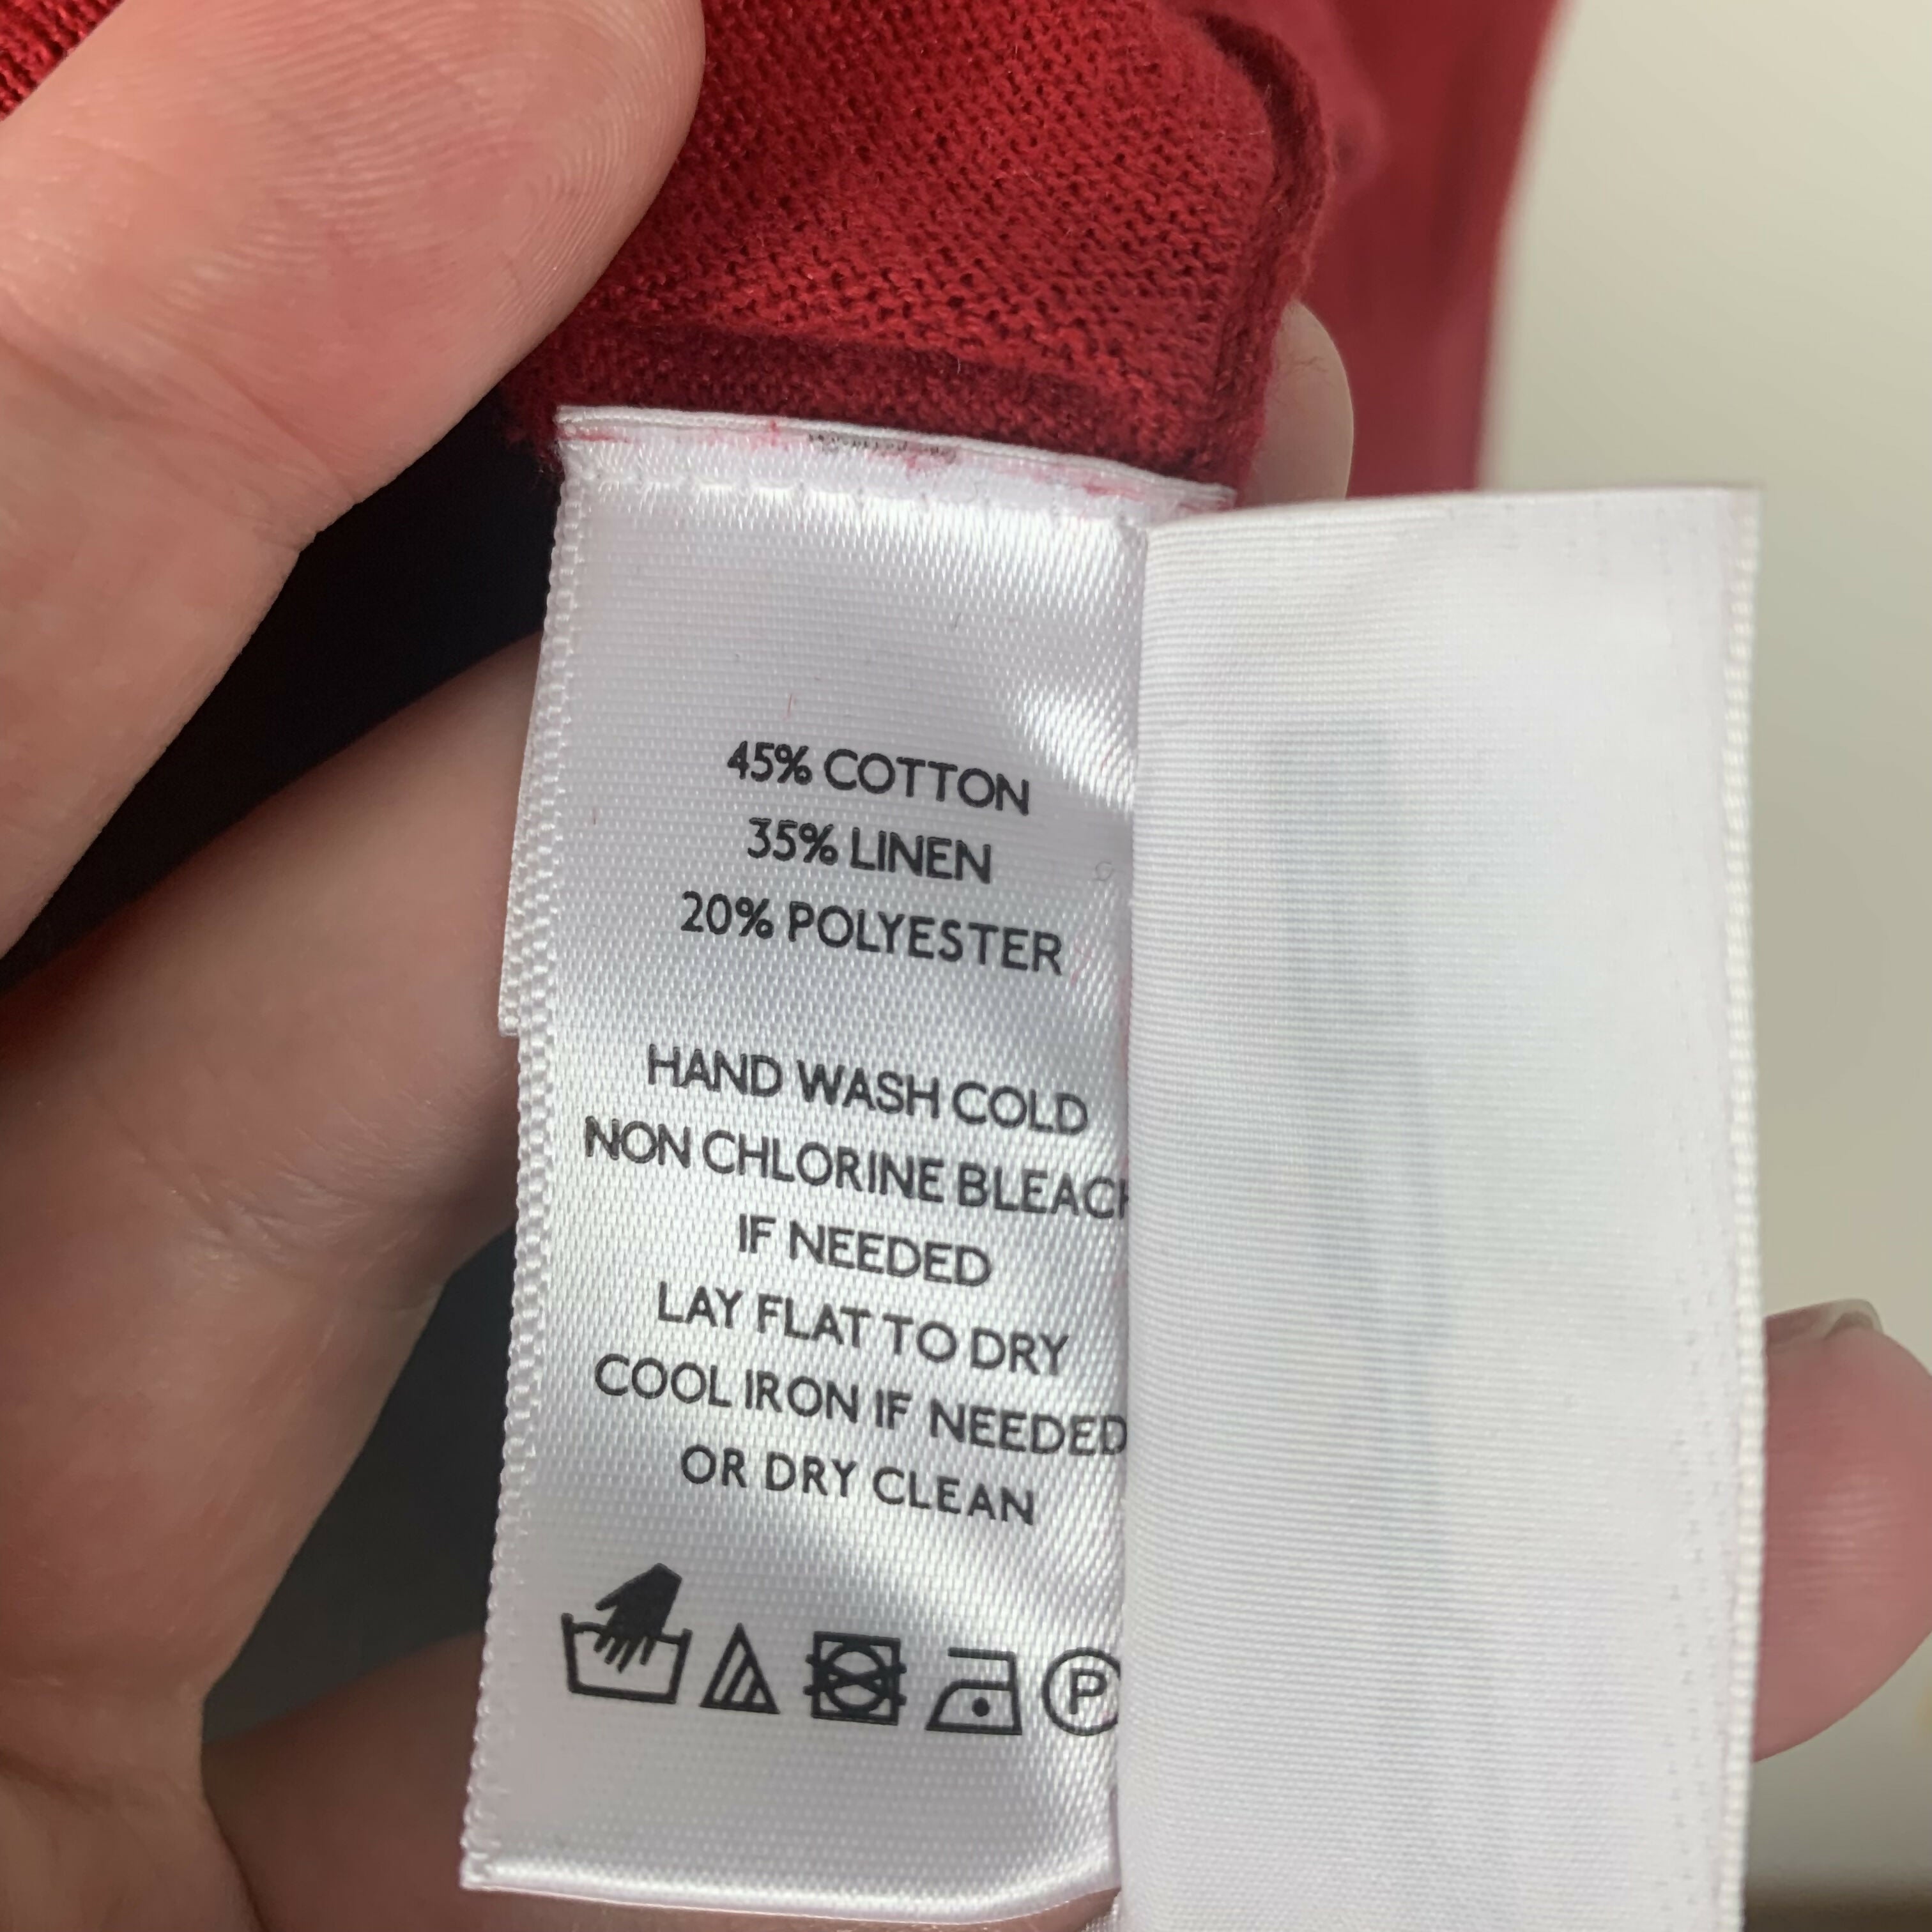 45% COTTON
35% LINEN
20% POLYESTER
HAND WASH COLD
NON CHLORINE BLEACH
IF NEEDED
LAY FLAT TO DRY
COOL IRON IF NEEDED
OR DRY CLEAN
P